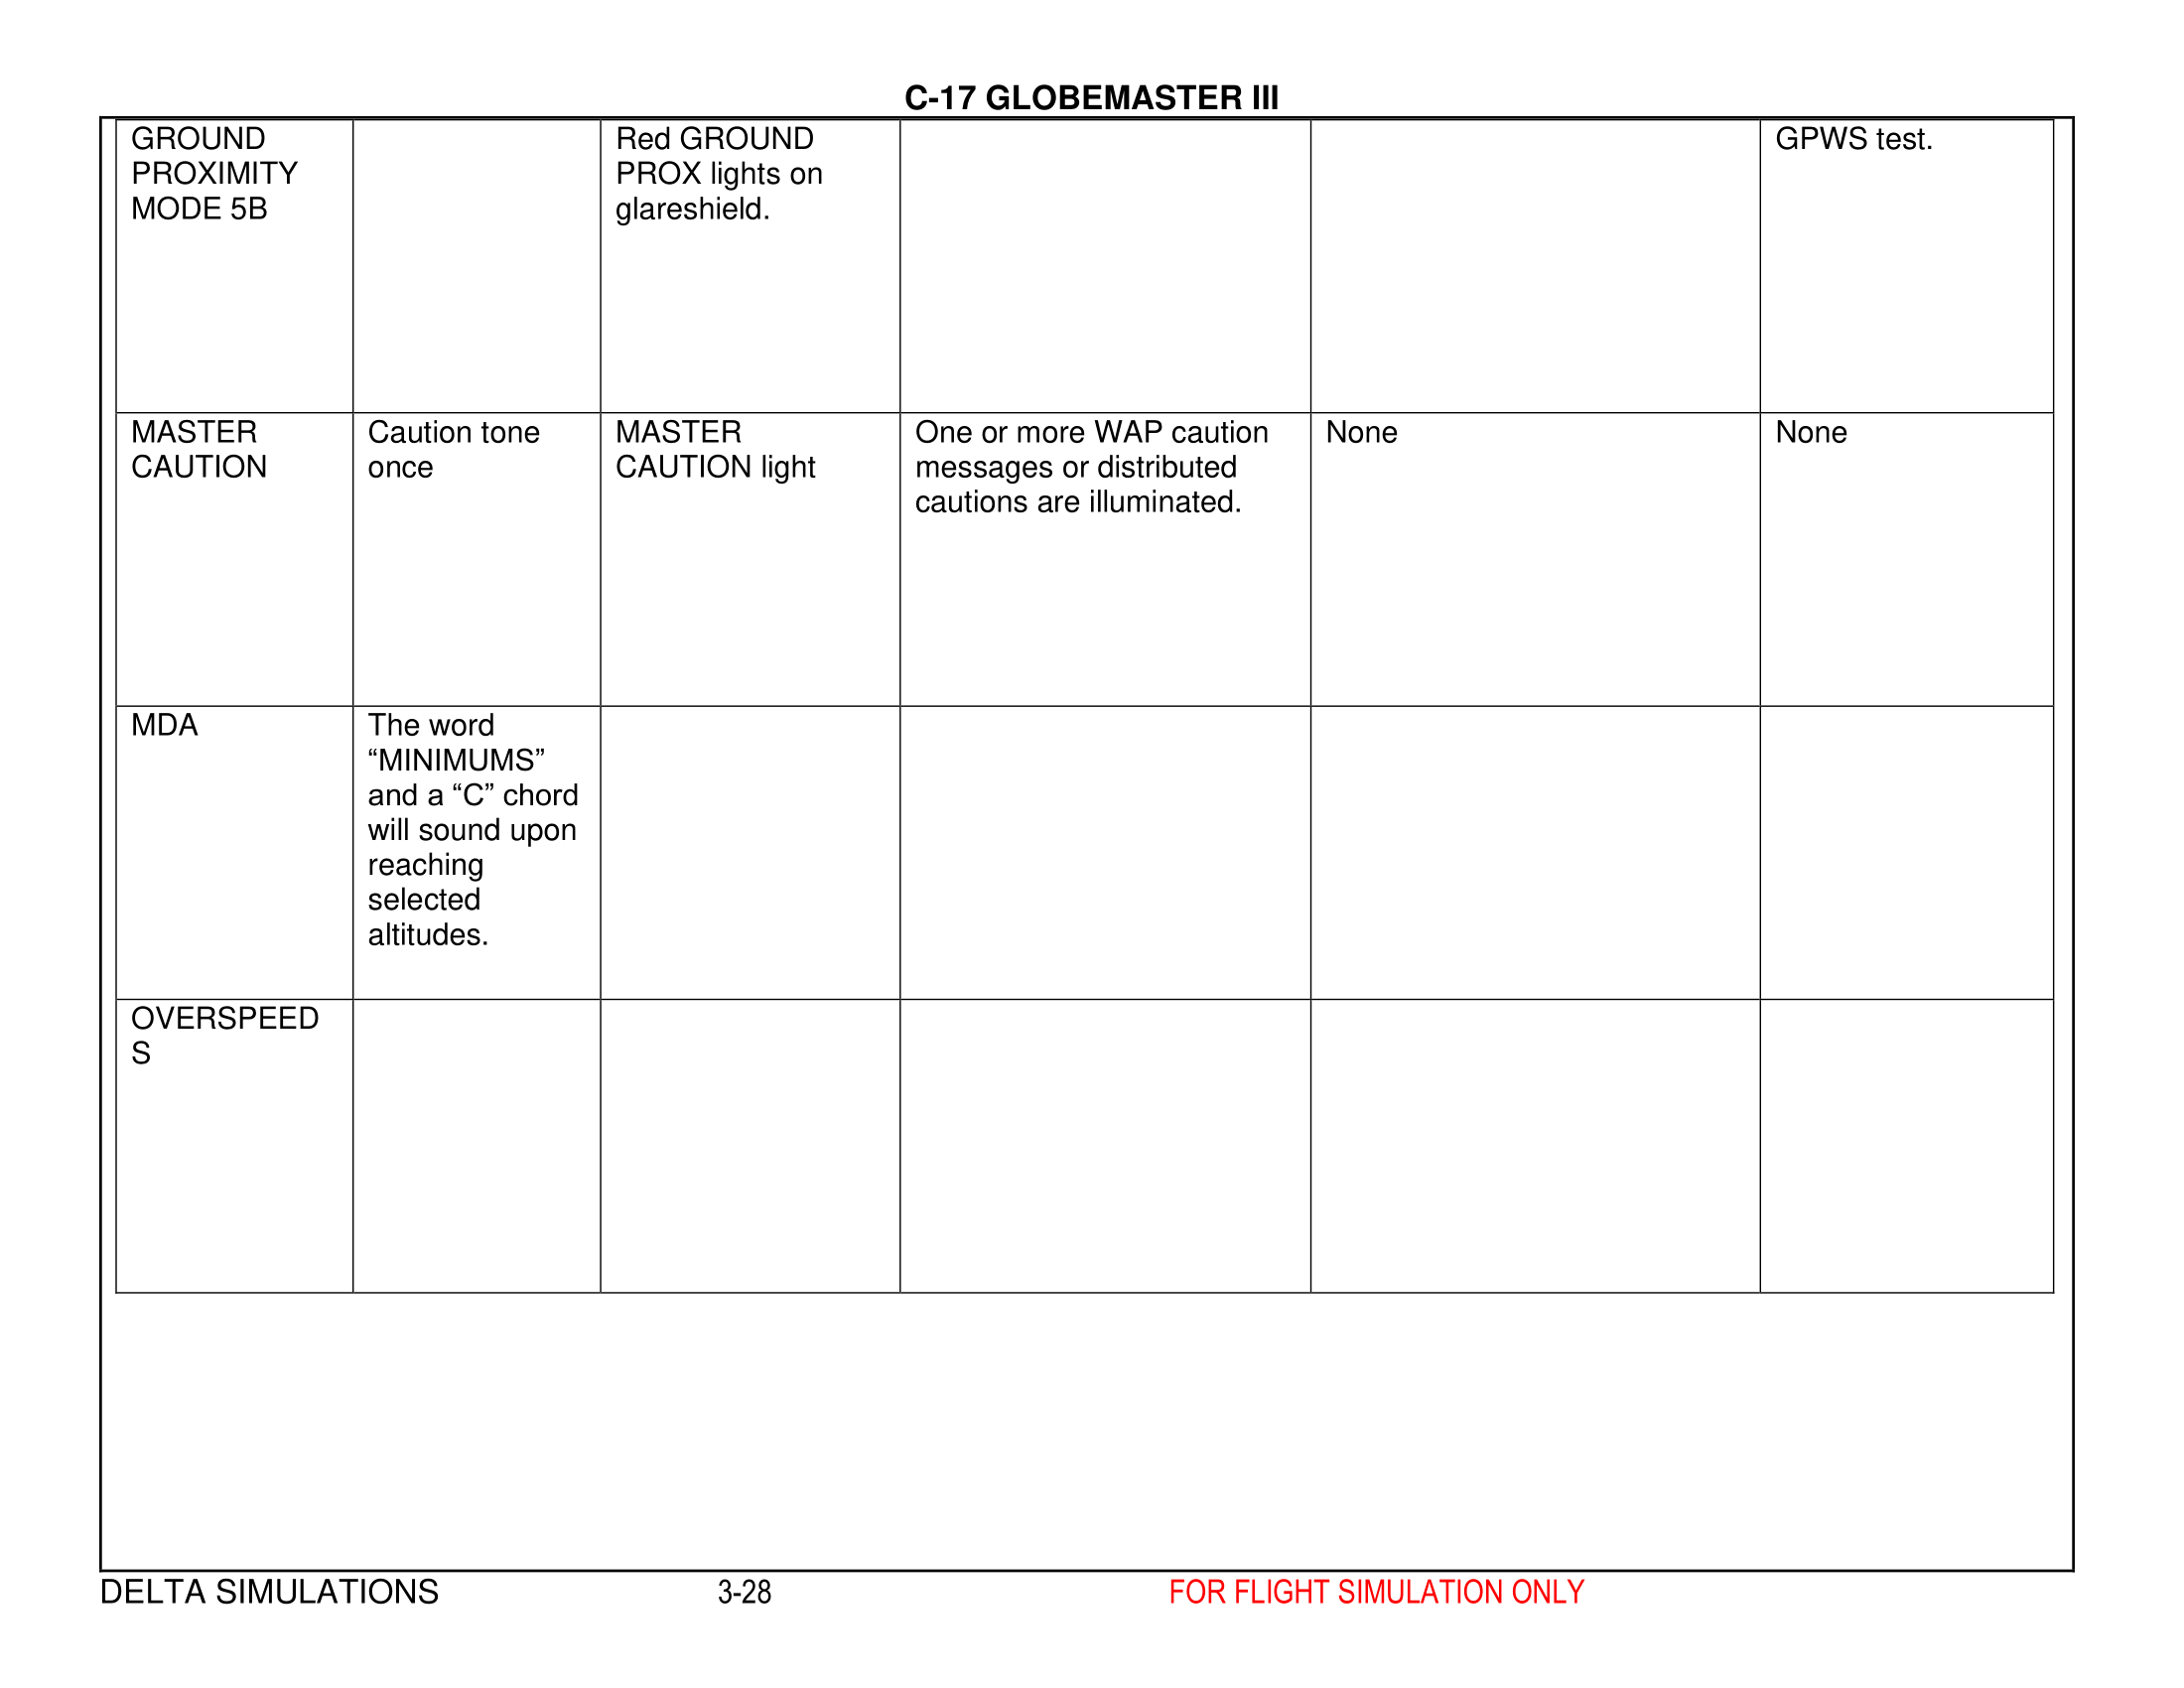 C-17 GLOBEMASTER III
GROUND
PROXIMITY
MODE 5B
Red GROUND
PROX lights on
glareshield.
GPWS test.
MASTER
CAUTION
Caution tone
once
MASTER
CAUTION light
One or more WAP caution
messages or distributed
cautions are illuminated.
None
None
MDA
The word
“MINIMUMS”
and a “C” chord
will sound upon
reaching
selected
altitudes.
OVERSPEED
S
DELTA SIMULATIONS 3-28 FOR FLIGHT SIMULATION ONLY